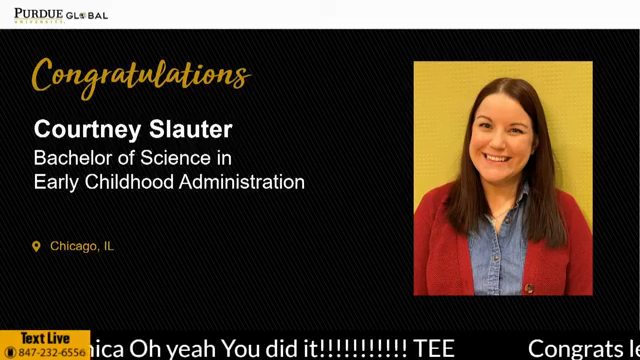 PURDUE GLOBAL
UNIVERSITY
Congratulations
Courtney Slauter
Bachelor of Science in
Early Childhood Administration
Chicago, IL
Text Live
847-232-6556
Oh yeah You did it!!!!!!!!!!! TEE Congrats